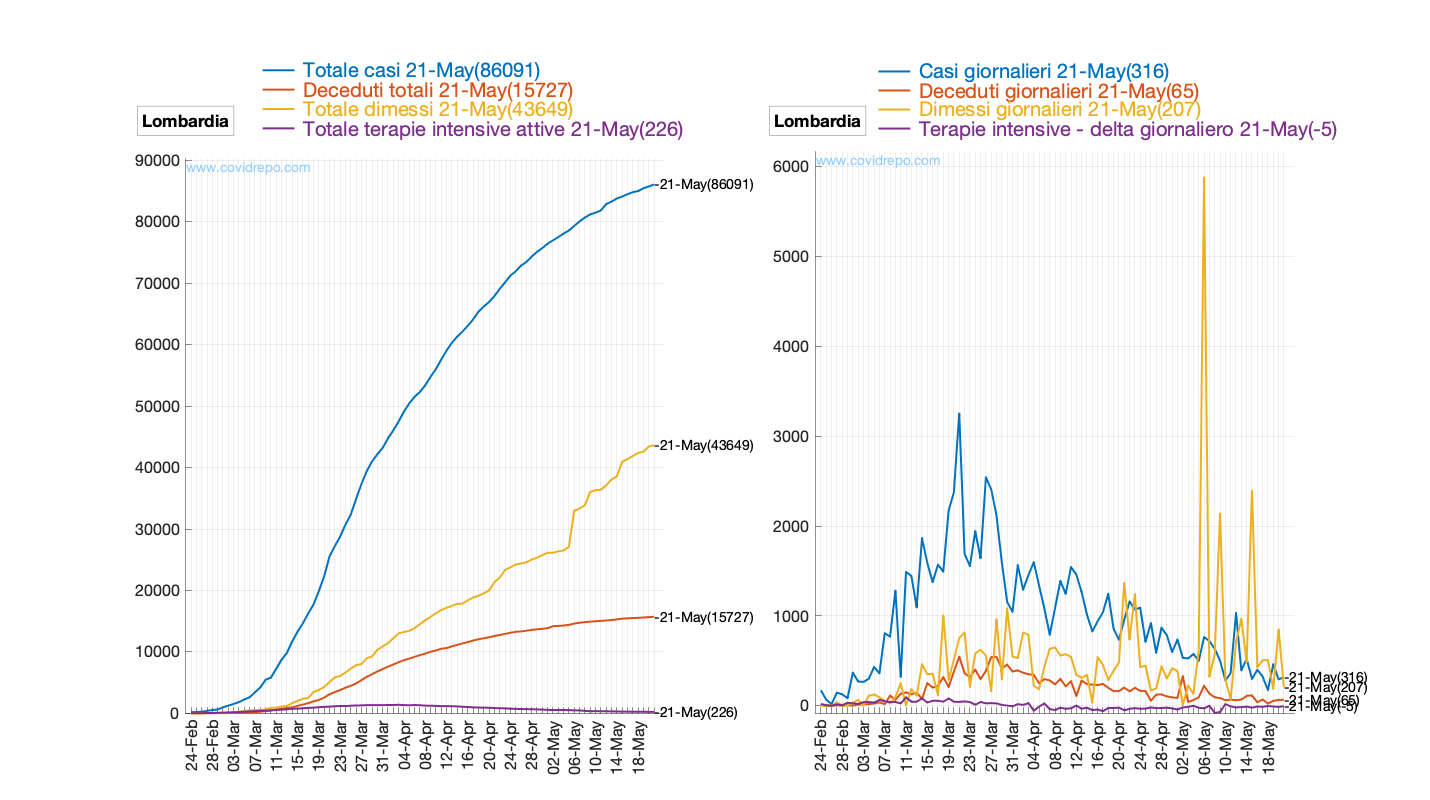 Totale casi 21-May(86091)
Deceduti totali 21-May(15727)
Totale dimessi 21-May(43649)
Totale terapie intensive attive 21-May(226)
Lombardia
www.covidrepo.com
90000
80000
70000
60000
50000
40000
30000
20000
10000
0
-21-May(86091)
-21-May(43649)
-21-May(15727)
-21-May(226)
24-Feb
28-Feb
03-Mar
07-Mar
11-Mar
15-Mar
19-Mar
23-Mar
27-Mar
31-Mar
04-Apr
08-Apr
12-Apr
16-Apr
20-Apr
24-Apr
28-Apr
02-May
06-May
10-May
14-May
18-May
Casi giornalieri 21-May(316)
Deceduti giornalieri 21-May(65)
Dimessi giornalieri 21-May(207)
Terapie intensive - delta giornaliero 21-May(-5)
Lombardia
www.covidrepo.com
6000
5000
4000
3000
2000
1000
0
-21-May(316)
-21-May(207)
-21-May(65)
-21-May(-5)
24-Feb
28-Feb
03-Mar
07-Mar
11-Mar
15-Mar
19-Mar
23-Mar
27-Mar
31-Mar
04-Apr
08-Apr
12-Apr
16-Apr
20-Apr
24-Apr
28-Apr
02-May
06-May
10-May
14-May
18-May